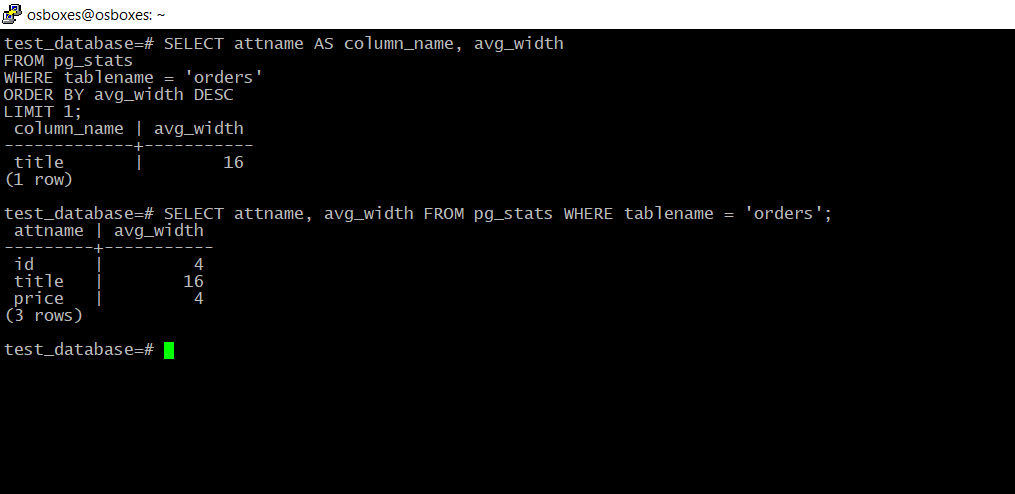 osboxes@osboxes: ~
test_database=# SELECT attname AS column_name, avg_width
FROM pg_stats
WHERE tablename = 'orders'
ORDER BY avg_width DESC
LIMIT 1;
 column_name | avg_width
-------------+-----------
 title       |        16
(1 row)

test_database=# SELECT attname, avg_width FROM pg_stats WHERE tablename = 'orders';
 attname | avg_width
---------+-----------
 id      |         4
 title   |        16
 price   |         4
(3 rows)

test_database=#